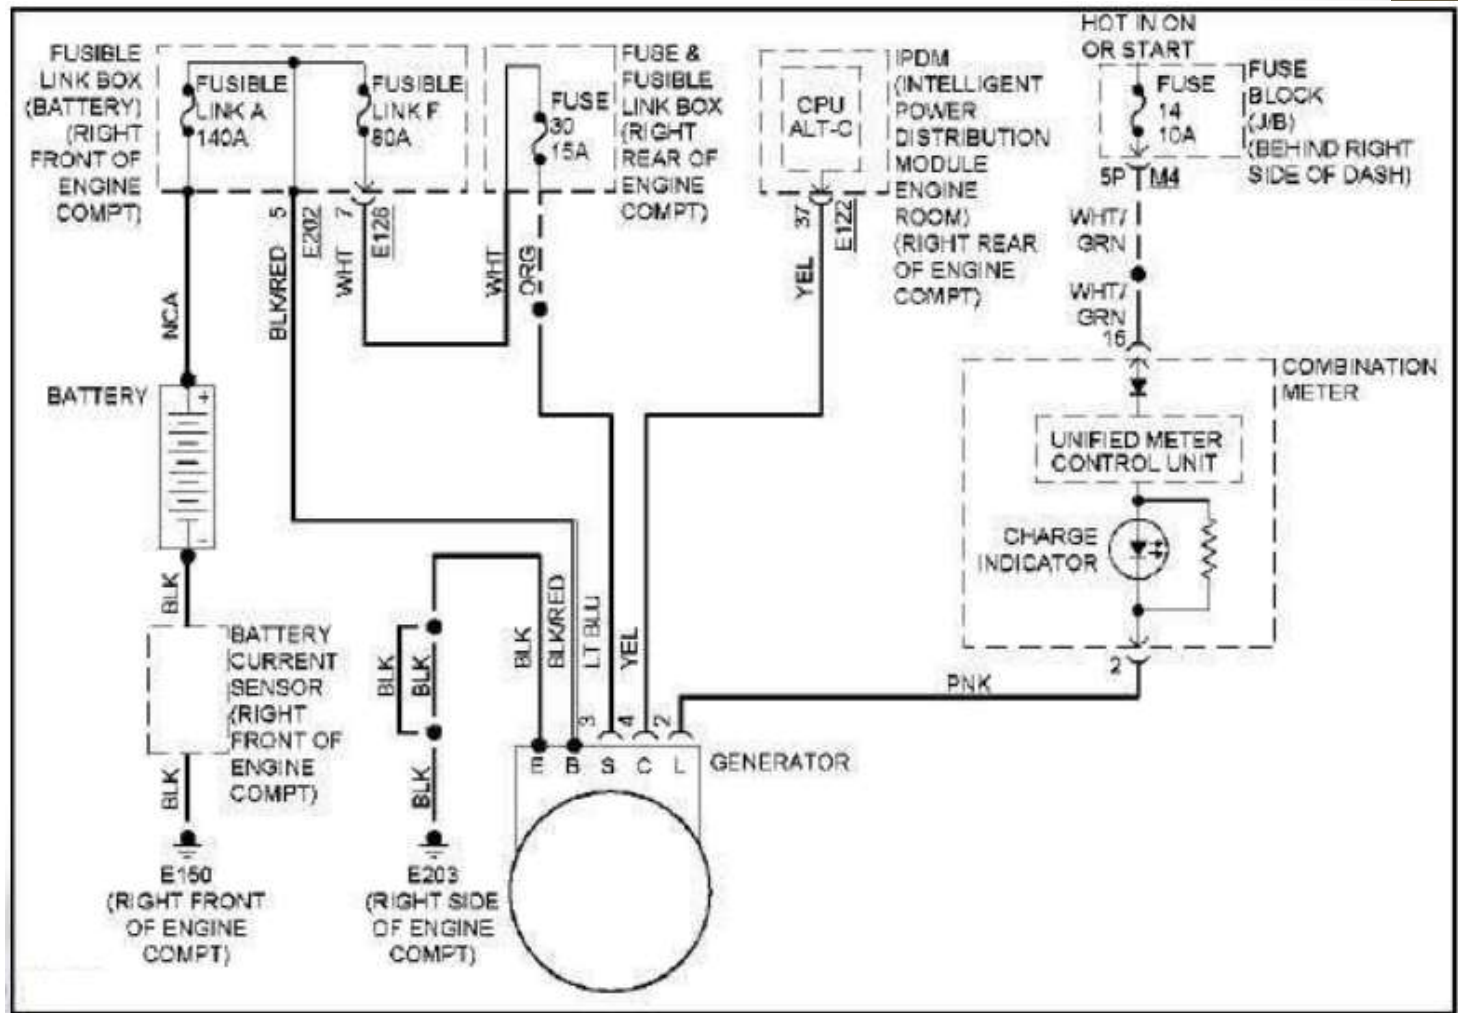 FUSIBLE
LINK BOX
(BATTERY)
(RIGHT
FRONT OF
ENGINE
COMPT)
FUSIBLE
LINK A
140A
FUSIBLE
LINK F
80A
FUSE
30
15A
FUSE &
FUSIBLE
LINK BOX
(RIGHT
REAR OF
ENGINE
COMPT)
CPU
ALT-C
IPDM
(INTELLIGENT
POWER
DISTRIBUTION
MODULE
ENGINE
ROOM)
(RIGHT REAR
OF ENGINE
COMPT)
HOT IN ON
OR START
FUSE
14
10A
FUSE
BLOCK
(J/B)
(BEHIND RIGHT
SIDE OF DASH)
5P M4
WHT/
GRN
WHT/
GRN
NCA
5
E202
BLK/RED
7
WHT
WHT
ORG
37
E122
YEL
BATTERY
+
-
COMBINATION
METER
UNIFIED METER
CONTROL UNIT
CHARGE
INDICATOR
2
PNK
BLK
BATTERY
CURRENT
SENSOR
(RIGHT
FRONT OF
ENGINE
COMPT)
BLK
BLK
BLK
BLK
BLK
BLK/RED
LT BLU
YEL
3
4
2
E B S C L
GENERATOR
E203
(RIGHT SIDE
OF ENGINE
COMPT)
(RIGHT FRONT
OF ENGINE
COMPT)